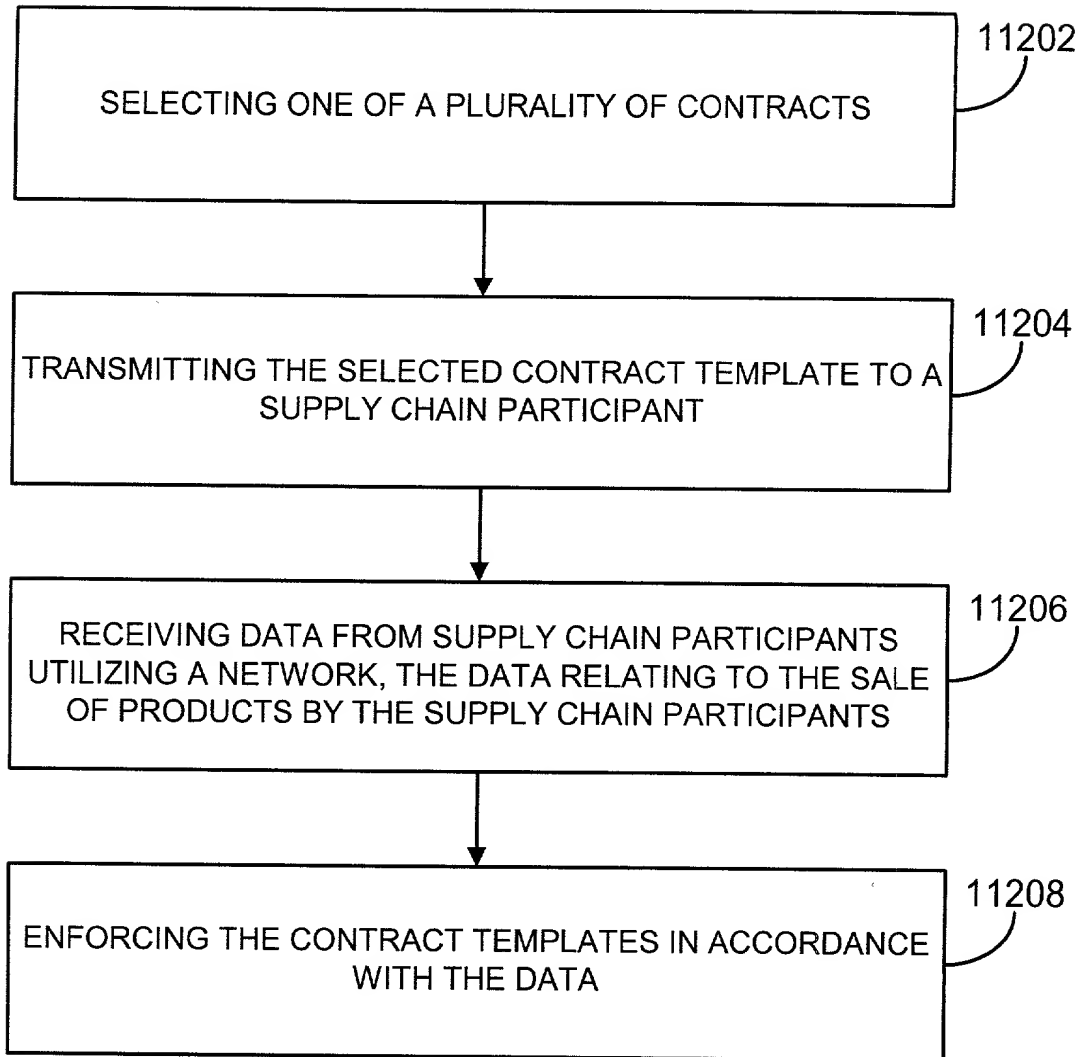 11202
SELECTING ONE OF A PLURALITY OF CONTRACTS
11204
TRANSMITTING THE SELECTED CONTRACT TEMPLATE TO A
SUPPLY CHAIN PARTICIPANT
11206
RECEIVING DATA FROM SUPPLY CHAIN PARTICIPANTS
UTILIZING A NETWORK, THE DATA RELATING TO THE SALE
OF PRODUCTS BY THE SUPPLY CHAIN PARTICIPANTS
11208
ENFORCING THE CONTRACT TEMPLATES IN ACCORDANCE
WITH THE DATA